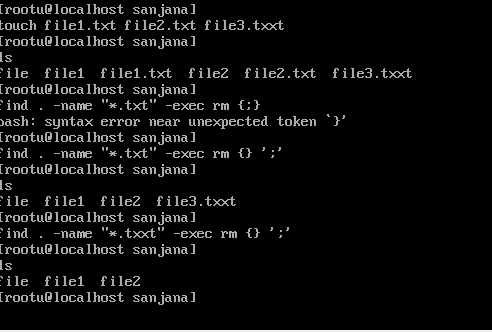 [rootu@localhost sanjana]
touch file1.txt file2.txt file3.txxt
[rootu@localhost sanjana]
ls
file  file1  file1.txt  file2  file2.txt  file3.txxt
[rootu@localhost sanjana]
find . -name "*.txt" -exec rm {;}
bash: syntax error near unexpected token `}'
[rootu@localhost sanjana]
find . -name "*.txt" -exec rm {} ';'
[rootu@localhost sanjana]
ls
file  file1  file2  file3.txxt
[rootu@localhost sanjana]
find . -name "*.txxt" -exec rm {} ';'
[rootu@localhost sanjana]
ls
file  file1  file2
[rootu@localhost sanjana]